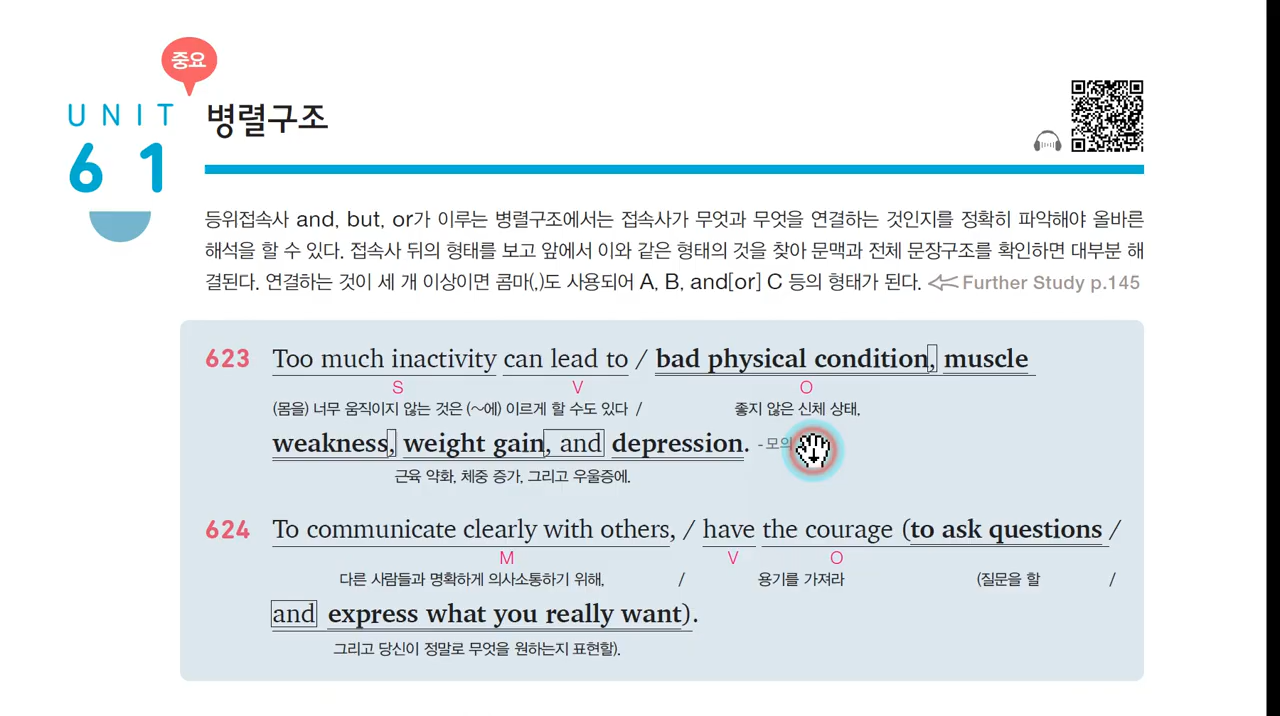 중요
UNIT
61
병렬구조
등위접속사 and, but, or가 이루는 병렬구조에서는 접속사가 무엇과 무엇을 연결하는 것인지를 정확히 파악해야 올바른
해석을 할 수 있다. 접속사 뒤의 형태를 보고 앞에서 이와 같은 형태의 것을 찾아 문맥과 전체 문장구조를 확인하면 대부분 해
결된다. 연결하는 것이 세 개 이상이면 콤마(,)도 사용되어 A, B, and[or] C 등의 형태가 된다. Further Study p.145
623 Too much inactivity can lead to / bad physical condition, muscle
S V O
(몸을) 너무 움직이지 않는 것은 (~에) 이르게 할 수도 있다 / 좋지 않은 신체 상태,
weakness, weight gain, and depression. - 모의
근육 약화, 체중 증가, 그리고 우울증에.
624 To communicate clearly with others, / have the courage (to ask questions /
M V O
다른 사람들과 명확하게 의사소통하기 위해, / 용기를 가져라 (질문을 할 /
and express what you really want).
그리고 당신이 정말로 무엇을 원하는지 표현할).